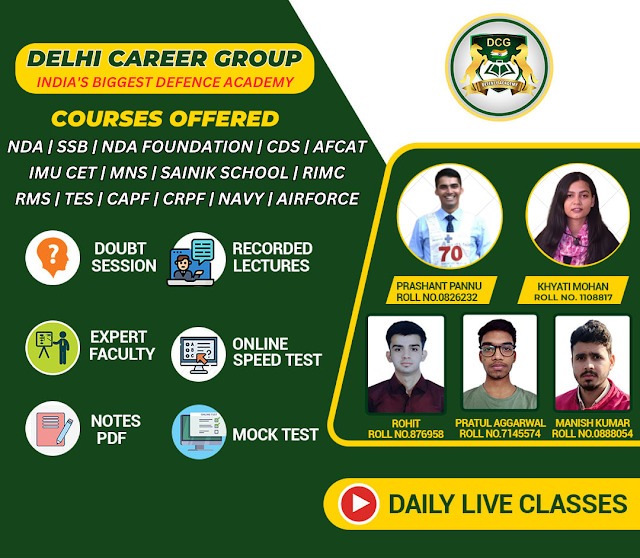 DELHI CAREER GROUP
INDIA'S BIGGEST DEFENCE ACADEMY
COURSES OFFERED
NDA | SSB | NDA FOUNDATION | CDS | AFCAT
IMU CET | MNS | SAINIK SCHOOL | RIMC
RMS | TES | CAPF | CRPF | NAVY | AIRFORCE
DOUBT
SESSION
RECORDED
LECTURES
EXPERT
FACULTY
ONLINE
SPEED TEST
NOTES
PDF
MOCK TEST
DCG
70
PRASHANT PANNU
ROLL NO.0826232
KHYATI MOHAN
ROLL NO. 1108817
ROHIT
ROLL NO.876958
PRATUL AGGARWAL
ROLL NO.7145574
MANISH KUMAR
ROLL NO.0888054
DAILY LIVE CLASSES